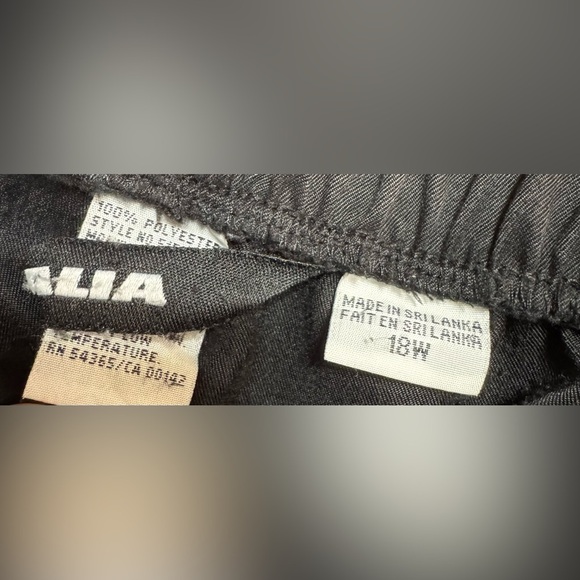 100% POLYESTER
STYLE NO
ALIA
LOW
TEMPERATURE.
RN 54365/CA 00142
MADE IN SRI LANKA
FAIT EN SRI LANKA
18W